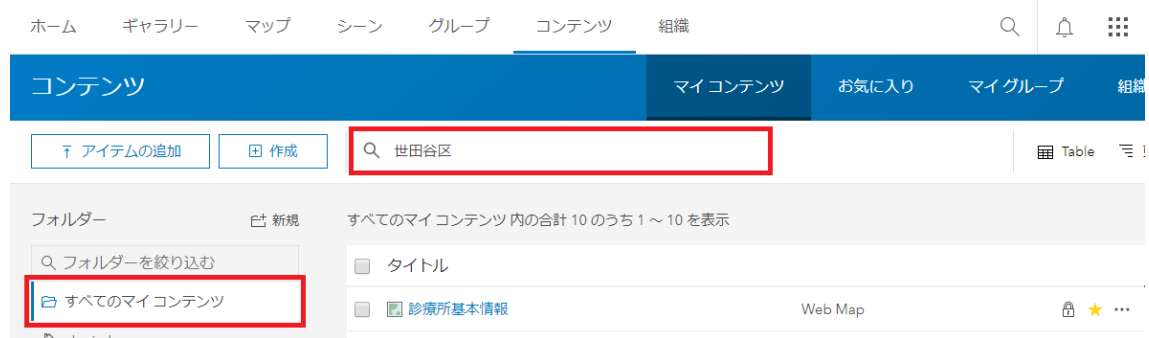 ホーム ギャラリー マップ シーン グループ コンテンツ 組織
コンテンツ マイ コンテンツ お気に入り マイ グループ 組織
アイテムの追加 作成 世田谷区 Table
フォルダー 新規 すべてのマイ コンテンツ 内の合計 10 のうち 1 ～ 10 を表示
フォルダーを絞り込む タイトル
すべてのマイ コンテンツ 診療所基本情報 Web Map